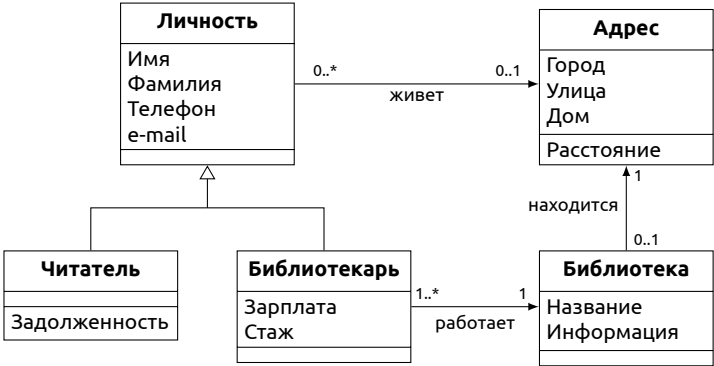 Личность
Имя
Фамилия
Телефон
e-mail
0..*
0..1
живет
Адрес
Город
Улица
Дом
Расстояние
1
находится
0..1
Читатель
Задолженность
Библиотекарь
Зарплата
Стаж
1..*
1
работает
Библиотека
Название
Информация